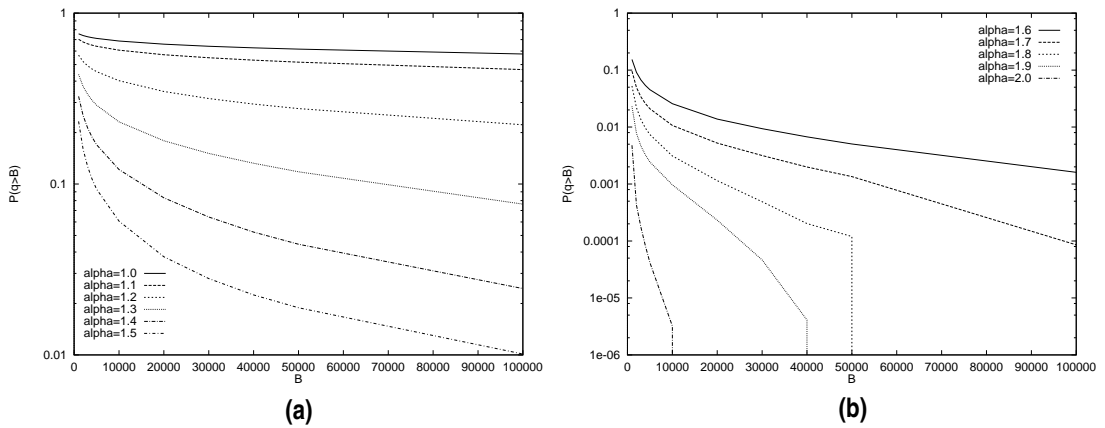 1
0.1
0.01
P(q>B)
alpha=1.0
alpha=1.1
alpha=1.2
alpha=1.3
alpha=1.4
alpha=1.5
0 10000 20000 30000 40000 50000 60000 70000 80000 90000 100000
B
(a)
1
0.1
0.01
0.001
0.0001
1e-05
1e-06
P(q>B)
alpha=1.6
alpha=1.7
alpha=1.8
alpha=1.9
alpha=2.0
0 10000 20000 30000 40000 50000 60000 70000 80000 90000 100000
B
(b)